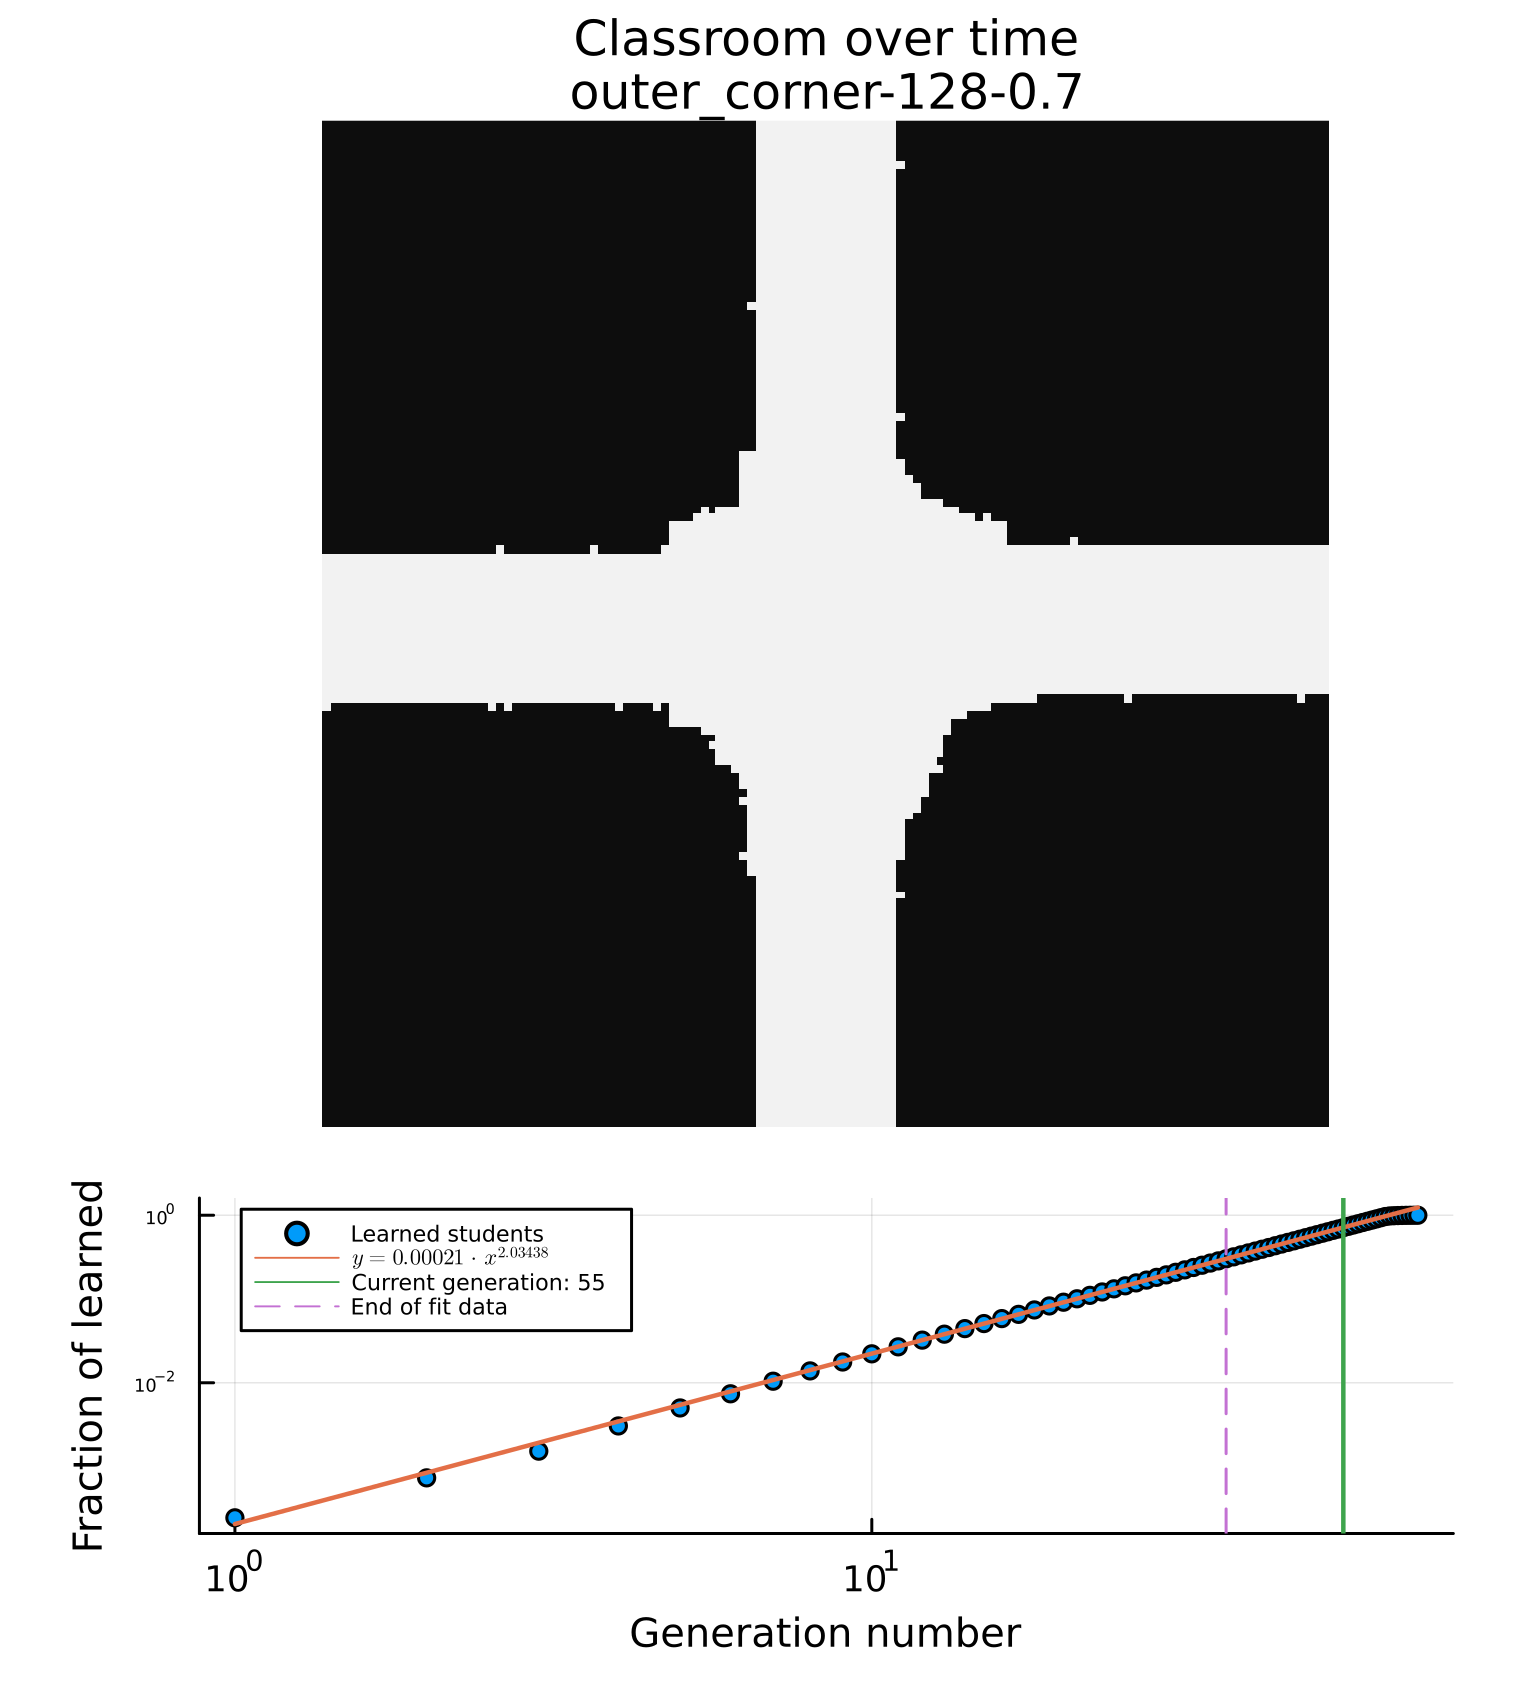 Classroom over time
outer_corner-128-0.7
Fraction of learned
10^0
10^-2
Learned students
y = 0.00021 · x^2.03438
Current generation: 55
End of fit data
10^0
10^1
Generation number